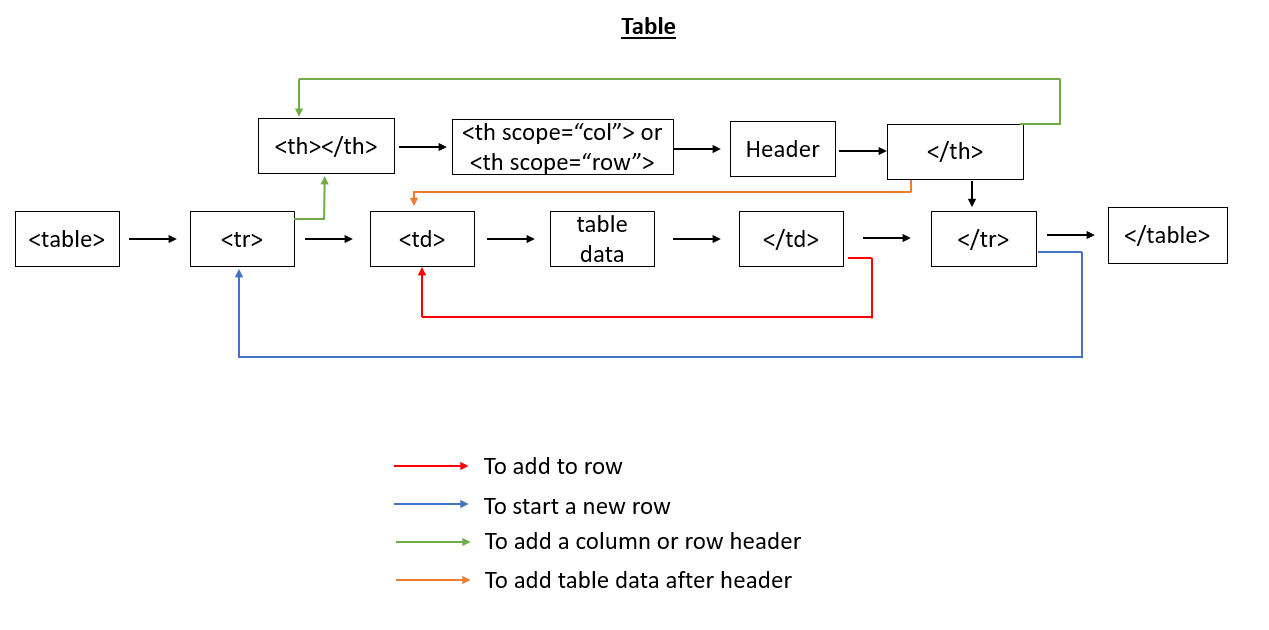 Table
<th></th>
<th scope=“col”> or
<th scope=“row”>
Header
</th>
<table>
<tr>
<td>
table
data
</td>
</tr>
</table>
To add to row
To start a new row
To add a column or row header
To add table data after header